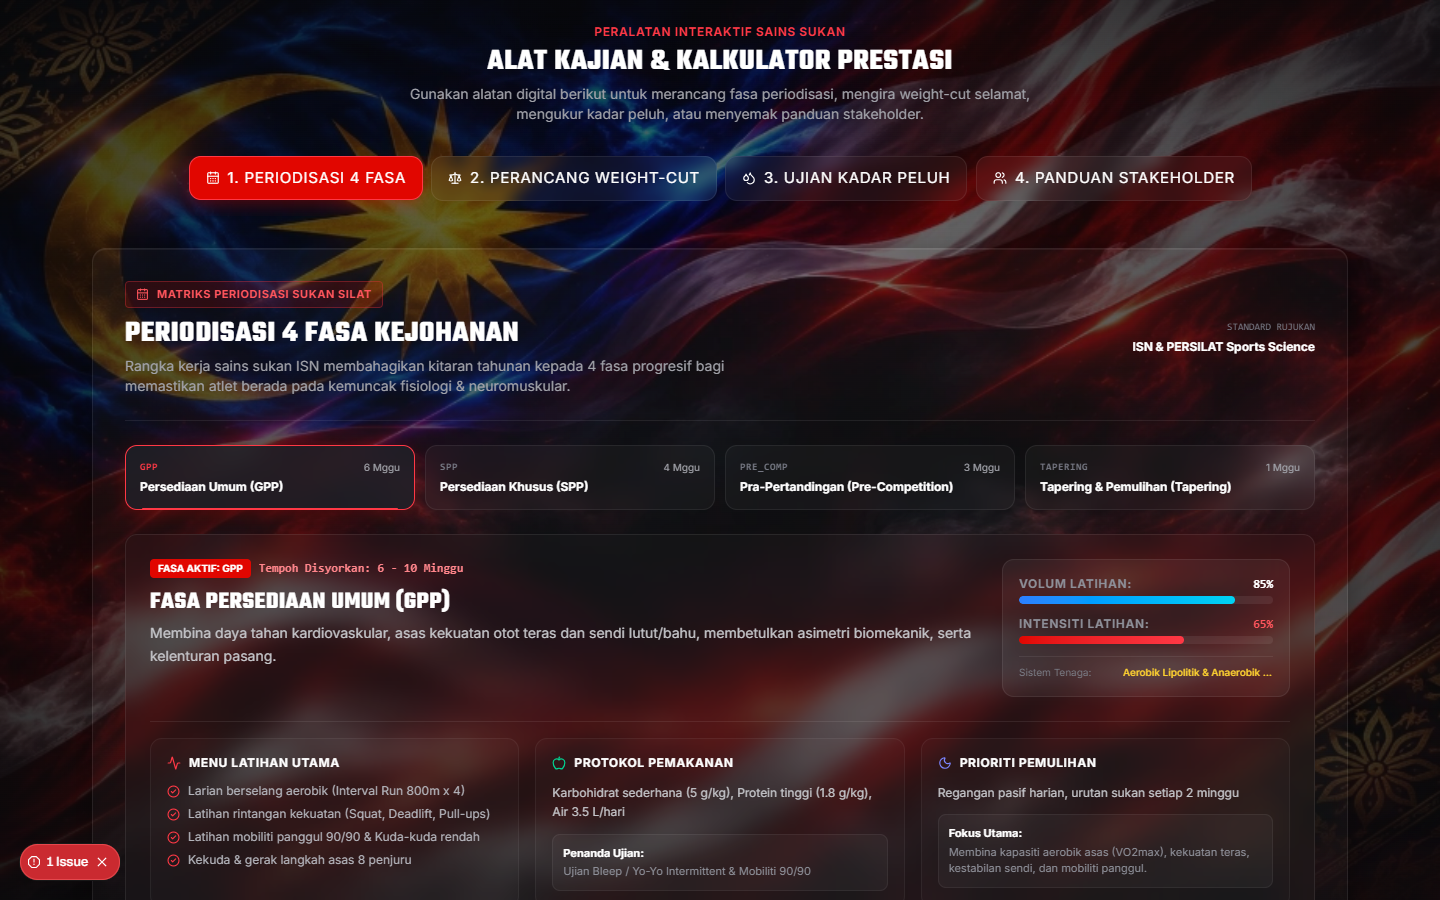 PERALATAN INTERAKTIF SAINS SUKAN
ALAT KAJIAN & KALKULATOR PRESTASI
Gunakan alatan digital berikut untuk merancang fasa periodisasi, mengira weight-cut selamat,
mengukur kadar peluh, atau menyemak panduan stakeholder.
1. PERIODISASI 4 FASA
2. PERANCANG WEIGHT-CUT
3. UJIAN KADAR PELUH
4. PANDUAN STAKEHOLDER
MATRIKS PERIODISASI SUKAN SILAT
PERIODISASI 4 FASA KEJOHANAN
Rangka kerja sains sukan ISN membahagikan kitaran tahunan kepada 4 fasa progresif bagi
memastikan atlet berada pada kemuncak fisiologi & neuromuskular.
STANDARD RUJUKAN
ISN & PERSILAT Sports Science
GPP
6 Mggu
Persediaan Umum (GPP)
SPP
4 Mggu
Persediaan Khusus (SPP)
PRE_COMP
3 Mggu
Pra-Pertandingan (Pre-Competition)
TAPERING
1 Mggu
Tapering & Pemulihan (Tapering)
FASA AKTIF: GPP
Tempoh Disyorkan: 6 - 10 Minggu
FASA PERSEDIAAN UMUM (GPP)
Membina daya tahan kardiovaskular, asas kekuatan otot teras dan sendi lutut/bahu, membetulkan asimetri biomekanik, serta
kelenturan pasang.
VOLUM LATIHAN:
85%
INTENSITI LATIHAN:
65%
Sistem Tenaga:
Aerobik Lipolitik & Anaerobik ...
MENU LATIHAN UTAMA
Larian berselang aerobik (Interval Run 800m x 4)
Latihan rintangan kekuatan (Squat, Deadlift, Pull-ups)
Latihan mobiliti panggul 90/90 & Kuda-kuda rendah
Kekuda & gerak langkah asas 8 penjuru
PROTOKOL PEMAKANAN
Karbohidrat sederhana (5 g/kg), Protein tinggi (1.8 g/kg),
Air 3.5 L/hari
Penanda Ujian:
Ujian Bleep / Yo-Yo Intermittent & Mobiliti 90/90
PRIORITI PEMULIHAN
Regangan pasif harian, urutan sukan setiap 2 minggu
Fokus Utama:
Membina kapasiti aerobik asas (VO2max), kekuatan teras,
kestabilan sendi, dan mobiliti panggul.
1 Issue